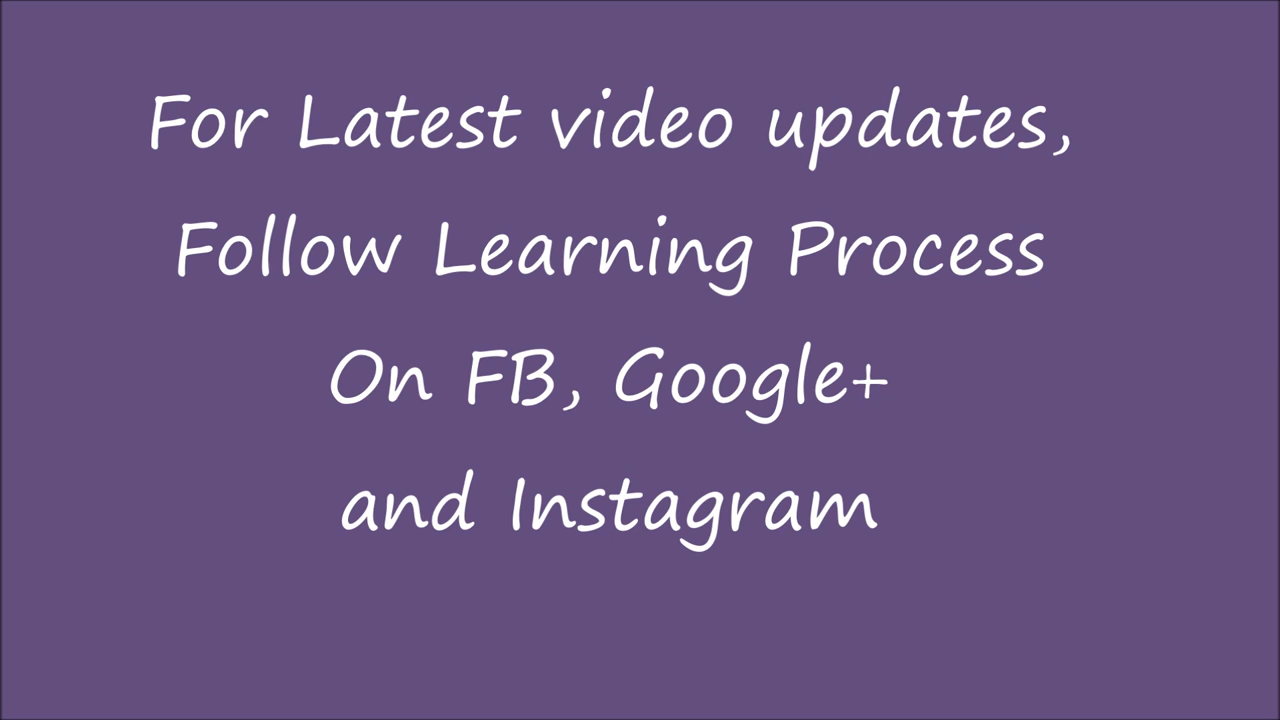 For Latest video updates,
Follow Learning Process
On FB, Google+
and Instagram